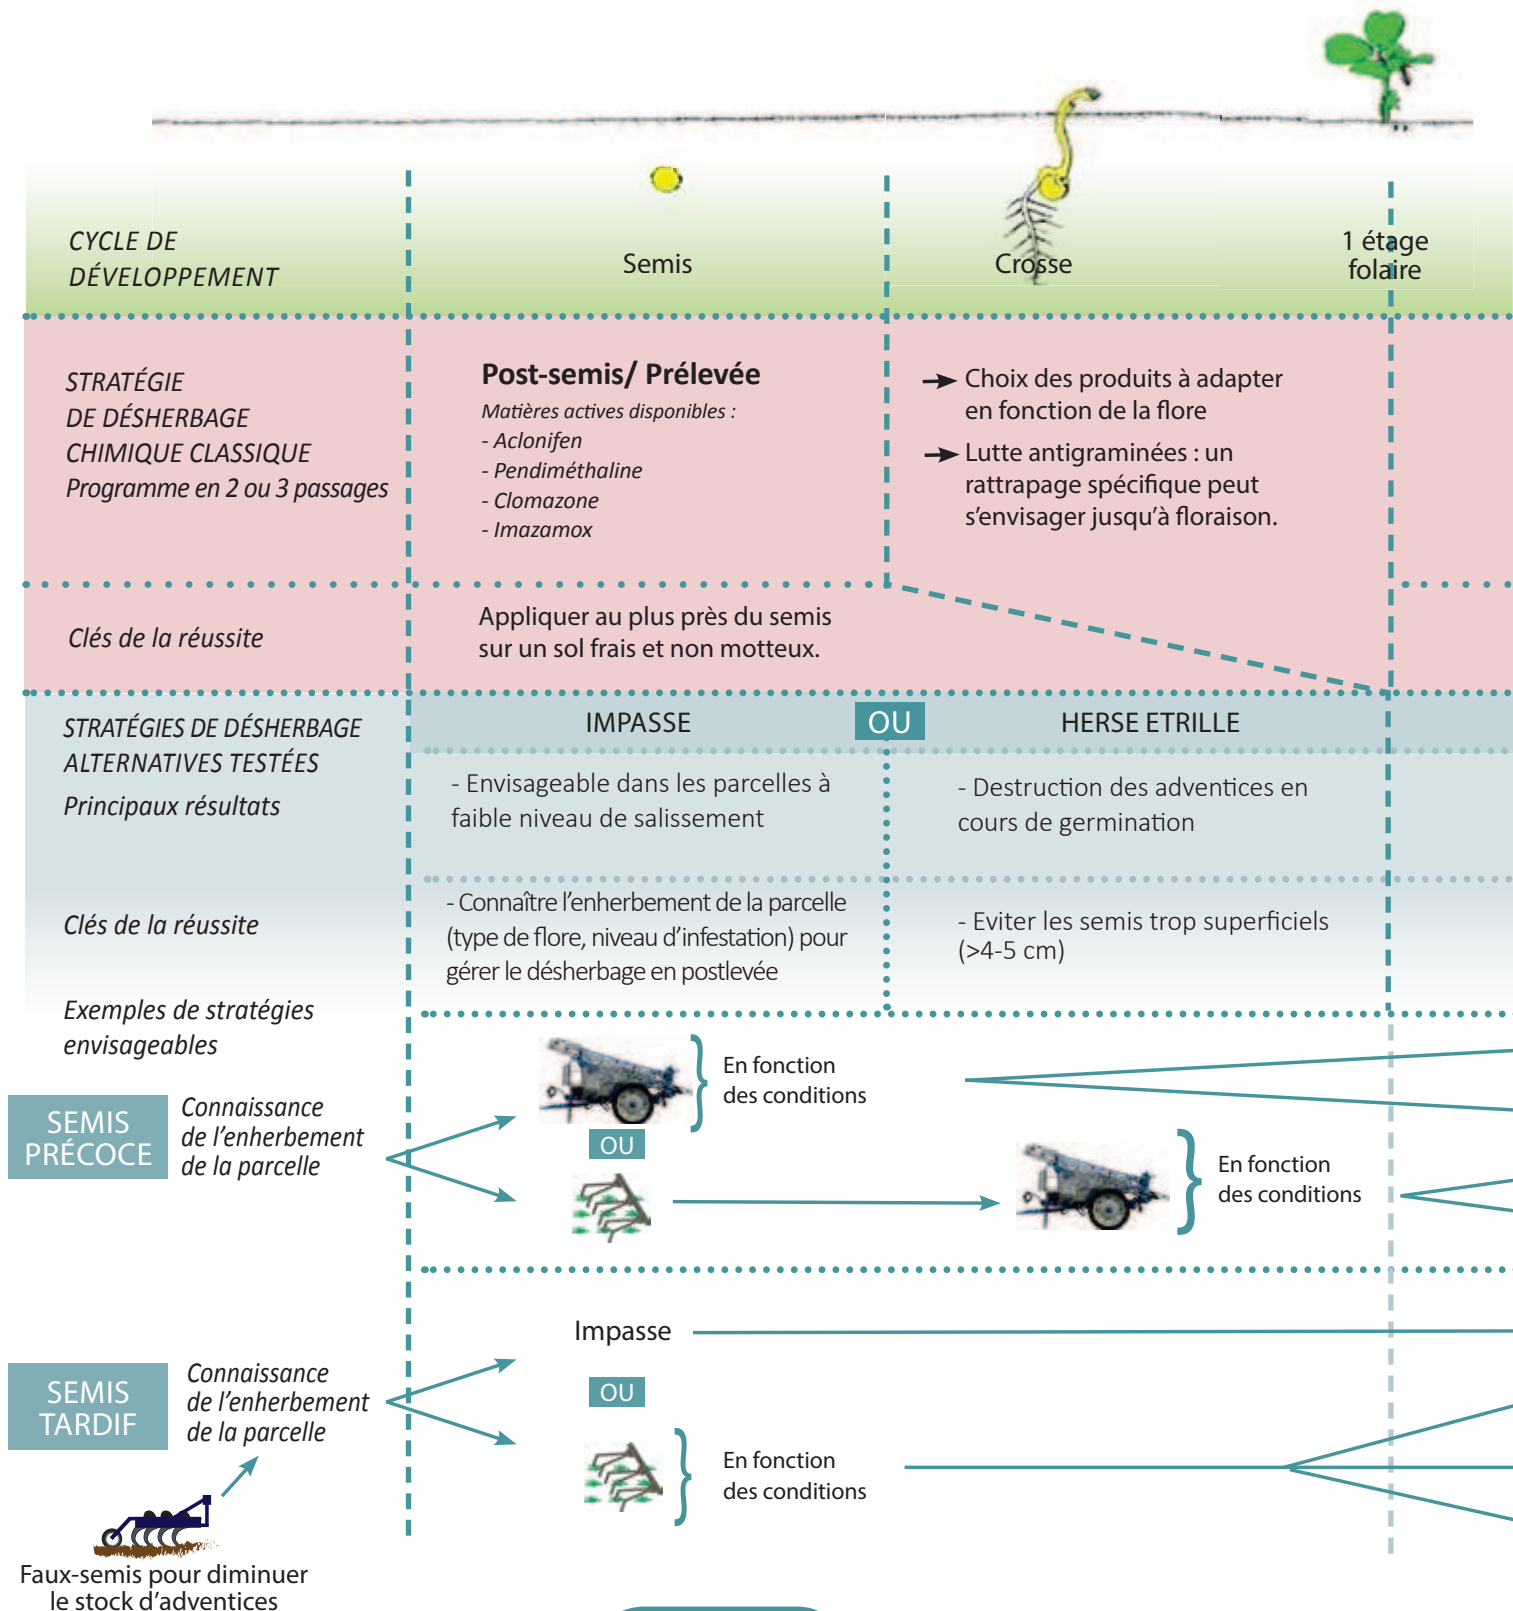 CYCLE DE
DÉVELOPPEMENT
Semis
Crosse
1 étage
folaire
STRATÉGIE
DE DÉSHERBAGE
CHIMIQUE CLASSIQUE
Programme en 2 ou 3 passages
Post-semis/ Prélevée
Matières actives disponibles :
- Aclonifen
- Pendiméthaline
- Clomazone
- Imazamox
Choix des produits à adapter
en fonction de la flore
Lutte antigraminées : un
rattrapage spécifique peut
s'envisager jusqu'à floraison.
Clés de la réussite
Appliquer au plus près du semis
sur un sol frais et non motteux.
STRATÉGIES DE DÉSHERBAGE
ALTERNATIVES TESTÉES
Principaux résultats
IMPASSE
OU
HERSE ETRILLE
- Envisageable dans les parcelles à
faible niveau de salissement
- Destruction des adventices en
cours de germination
Clés de la réussite
- Connaître l'enherbement de la parcelle
(type de flore, niveau d'infestation) pour
gérer le désherbage en postlevée
- Eviter les semis trop superficiels
(>4-5 cm)
Exemples de stratégies
envisageables
SEMIS
PRÉCOCE
Connaissance
de l'enherbement
de la parcelle
En fonction
des conditions
OU
En fonction
des conditions
SEMIS
TARDIF
Connaissance
de l'enherbement
de la parcelle
Impasse
OU
En fonction
des conditions
Faux-semis pour diminuer
le stock d'adventices